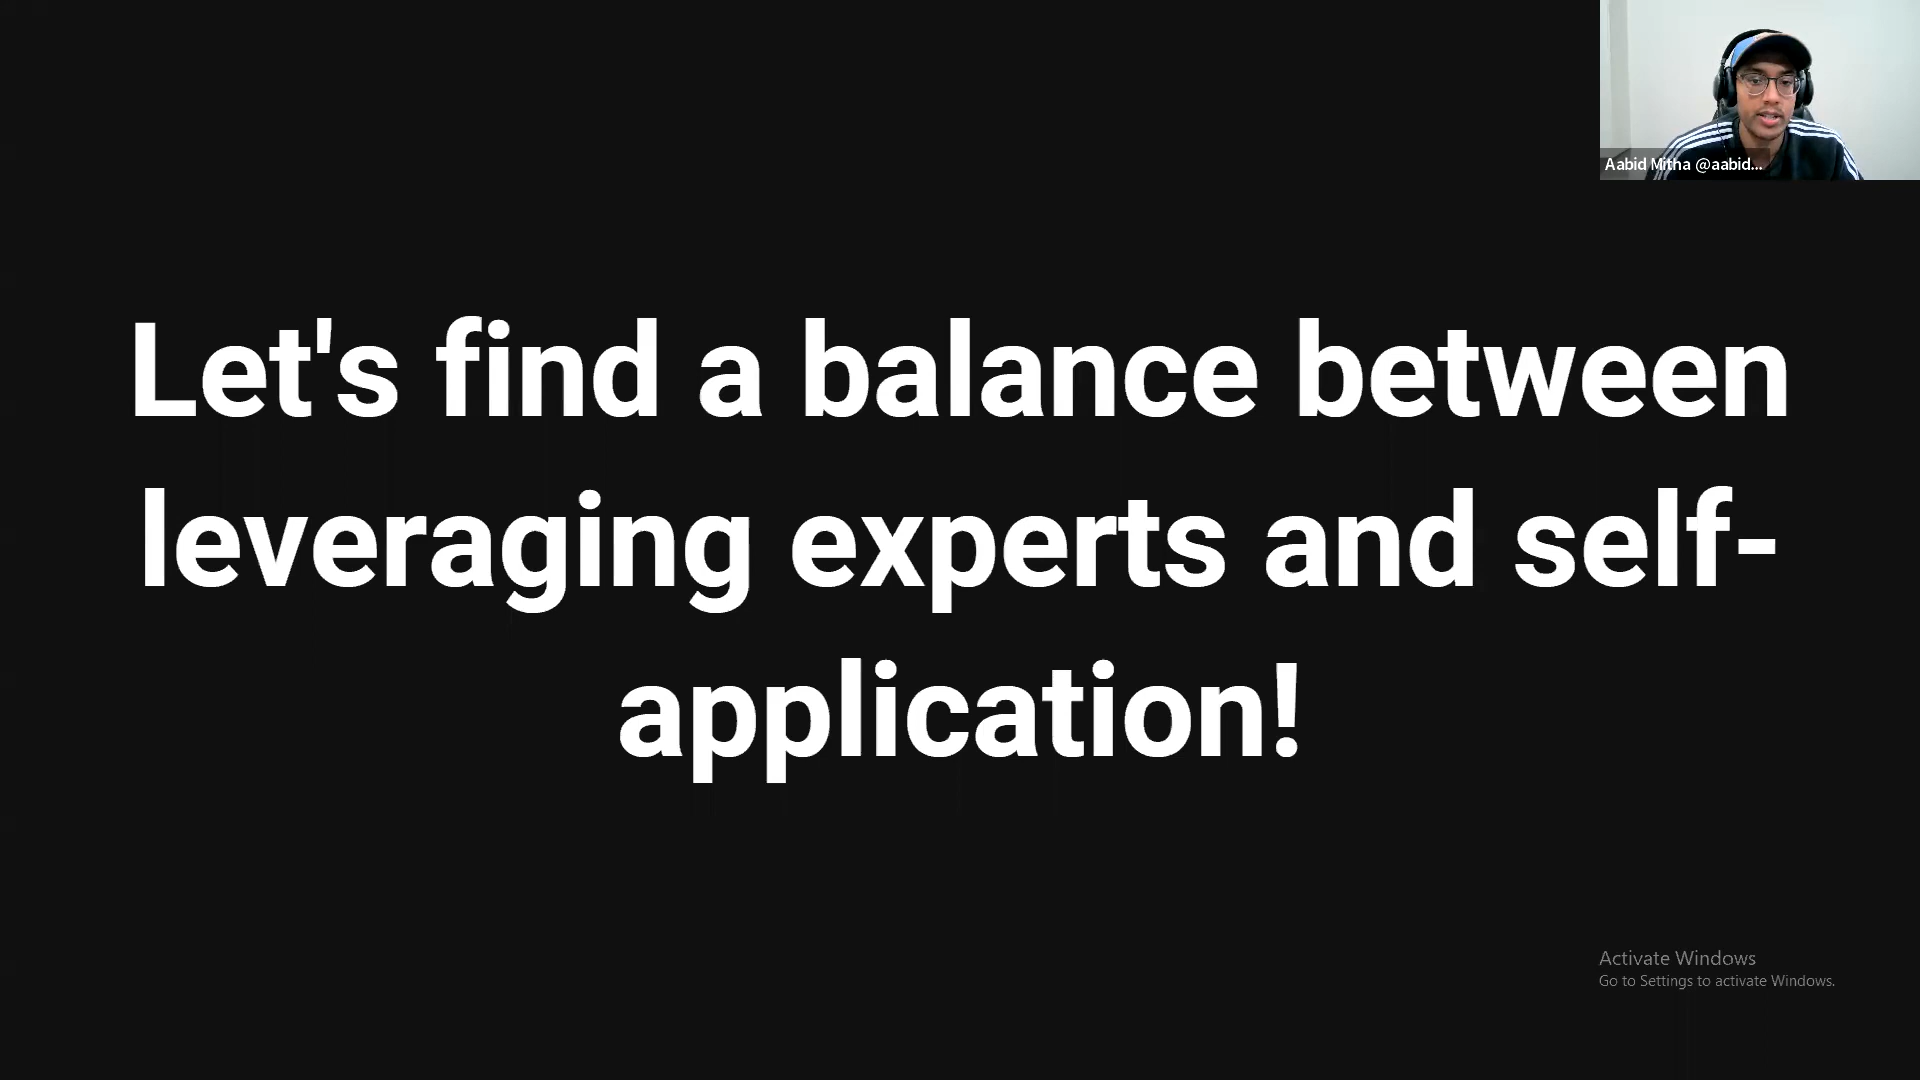 Aabid Mitha @aabid...
Let's find a balance between
leveraging experts and self-
application!
Activate Windows
Go to Settings to activate Windows.